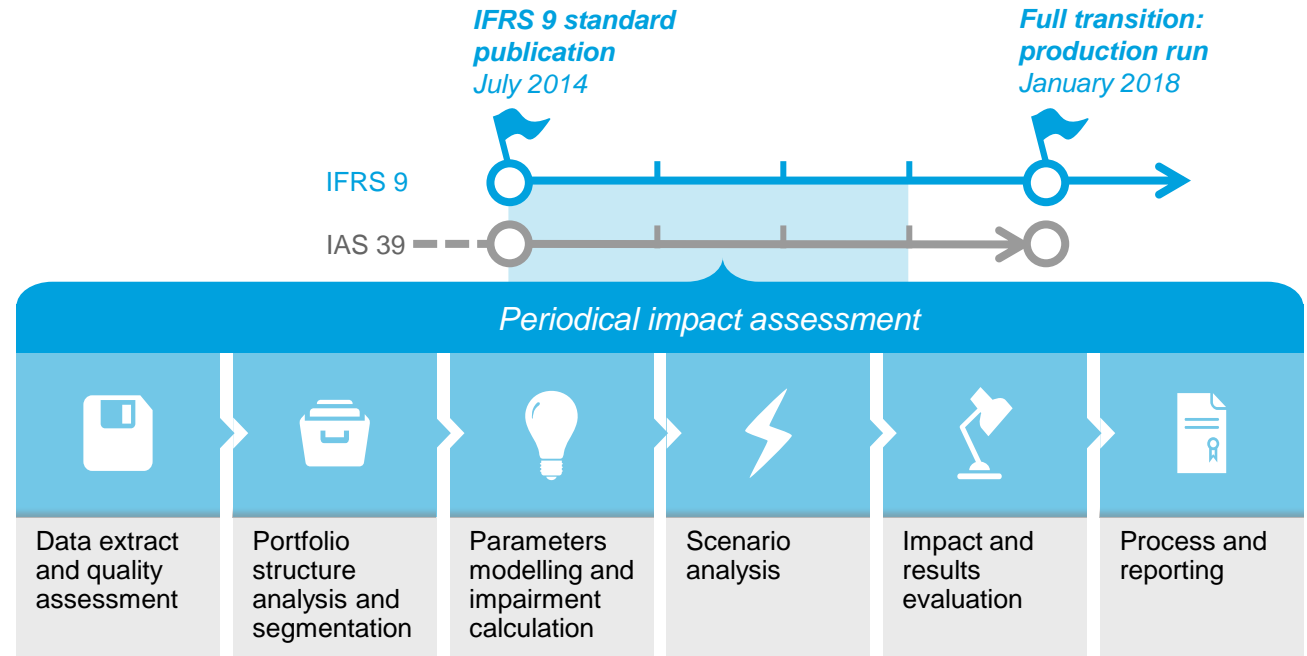 IFRS 9 standard
publication
July 2014
Full transition:
production run
January 2018
IFRS 9
IAS 39
Periodical impact assessment
Data extract
and quality
assessment
Portfolio
structure
analysis and
segmentation
Parameters
modelling and
impairment
calculation
Scenario
analysis
Impact and
results
evaluation
Process and
reporting